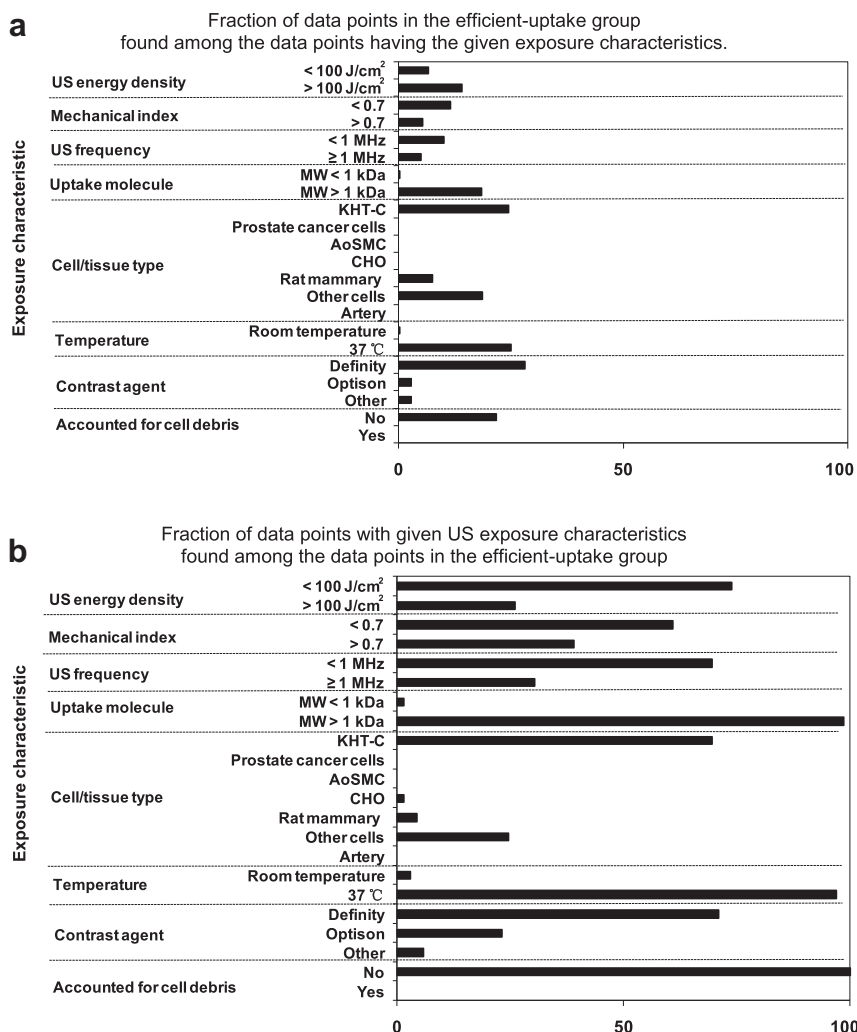 a
Fraction of data points in the efficient-uptake group
found among the data points having the given exposure characteristics.
Exposure characteristic
US energy density
< 100 J/cm²
> 100 J/cm²
Mechanical index
< 0.7
> 0.7
US frequency
< 1 MHz
≥ 1 MHz
Uptake molecule
MW < 1 kDa
MW > 1 kDa
Cell/tissue type
KHT-C
Prostate cancer cells
AoSMC
CHO
Rat mammary
Other cells
Artery
Temperature
Room temperature
37 ℃
Contrast agent
Definity
Optison
Other
Accounted for cell debris
No
Yes
0 50 100
b
Fraction of data points with given US exposure characteristics
found among the data points in the efficient-uptake group
Exposure characteristic
US energy density
< 100 J/cm²
> 100 J/cm²
Mechanical index
< 0.7
> 0.7
US frequency
< 1 MHz
≥ 1 MHz
Uptake molecule
MW < 1 kDa
MW > 1 kDa
Cell/tissue type
KHT-C
Prostate cancer cells
AoSMC
CHO
Rat mammary
Other cells
Artery
Temperature
Room temperature
37 ℃
Contrast agent
Definity
Optison
Other
Accounted for cell debris
No
Yes
0 50 100